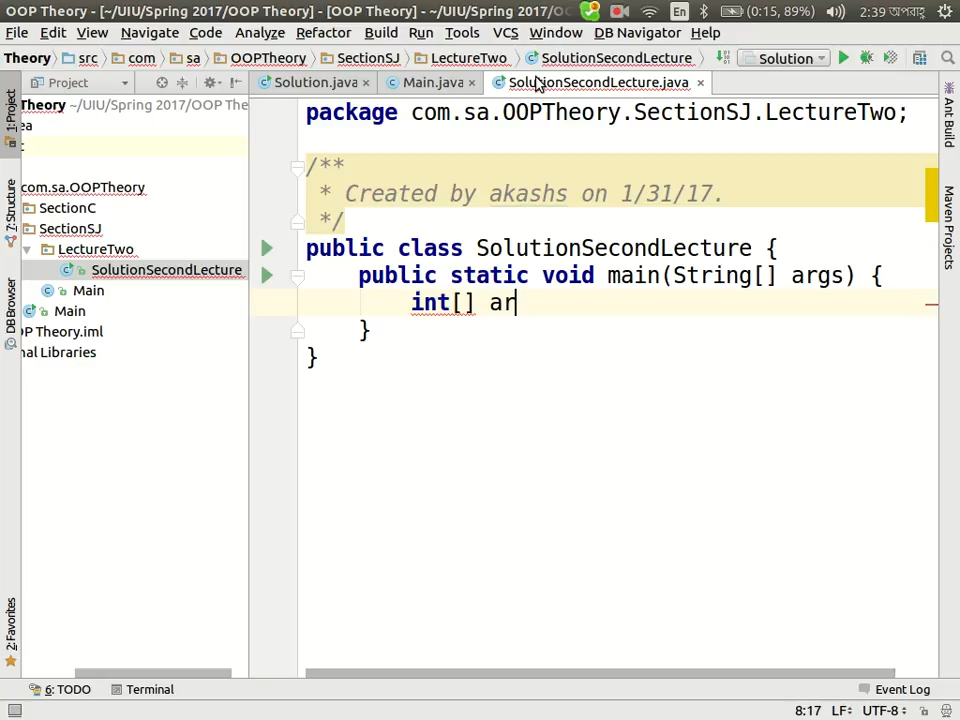 OOP Theory - [~/UIU/Spring 2017/OOP Theory] - [OOP Theory] - ~/UIU/Spring 2017/OO
En (0:15, 89%) 2:39 অপরাহ্ণ
File Edit View Navigate Code Analyze Refactor Build Run Tools VCS Window DB Navigator Help
Theory src com sa OOPTheory SectionSJ LectureTwo SolutionSecondLecture Solution
Project Solution.java Main.java SolutionSecondLecture.java
1: Project
7: Structure
DB Browser
2: Favorites
Theory ~/UIU/Spring 2017/OOP The
ea
t
com.sa.OOPTheory
SectionC
SectionSJ
LectureTwo
SolutionSecondLecture
Main
Main
OP Theory.iml
nal Libraries
package com.sa.OOPTheory.SectionSJ.LectureTwo;
/**
* Created by akashs on 1/31/17.
*/
public class SolutionSecondLecture {
public static void main(String[] args) {
int[] ar
}
}
Ant Build
Maven Projects
6: TODO Terminal Event Log
8:17 LF UTF-8